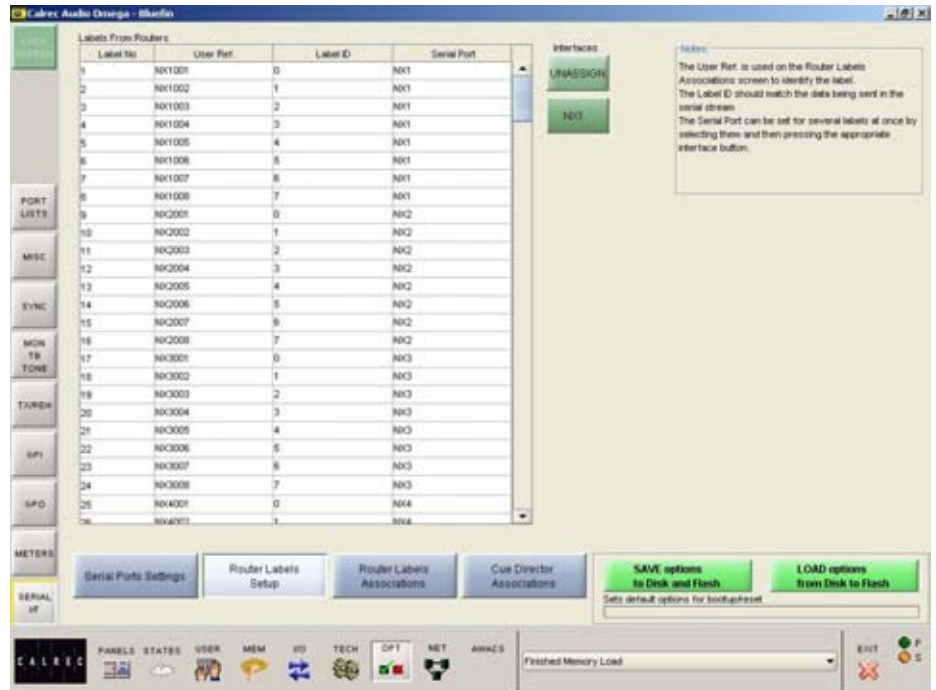 Calrec Audio Omega - Bluefin
Labels From Routers
Label No User Ref. Label ID Serial Port
1 NX1001 0 NX1
2 NX1002 1 NX1
3 NX1003 2 NX1
4 NX1004 3 NX1
5 NX1005 4 NX1
6 NX1006 5 NX1
7 NX1007 6 NX1
8 NX1008 7 NX1
9 NX2001 0 NX2
10 NX2002 1 NX2
11 NX2003 2 NX2
12 NX2004 3 NX2
13 NX2005 4 NX2
14 NX2006 5 NX2
15 NX2007 6 NX2
16 NX2008 7 NX2
17 NX3001 0 NX3
18 NX3002 1 NX3
19 NX3003 2 NX3
20 NX3004 3 NX3
21 NX3005 4 NX3
22 NX3006 5 NX3
23 NX3007 6 NX3
24 NX3008 7 NX3
25 NX4001 0 NX4
26 NX4002 1 NX4
Interfaces
UNASSIGN
NX1
Notes
The User Ref. is used on the Router Labels
Associations screen to identify the label.
The Label ID should match the data being sent in the
serial stream
The Serial Port can be set for several labels at once by
selecting them and then pressing the appropriate
interface button.
PORT
LISTS
MISC
SYNC
MON
TB
TONE
TX/REH
GPI
GPO
METERS
SERIAL
I/F
Serial Ports Settings
Router Labels
Setup
Router Labels
Associations
Cue Director
Associations
SAVE options
to Disk and Flash
LOAD options
from Disk to Flash
Sets default options for bootup/reset
CALREC
PANELS STATES USER MEM I/O TECH OPT NET AWACS
Finished Memory Load
EXIT
P
S